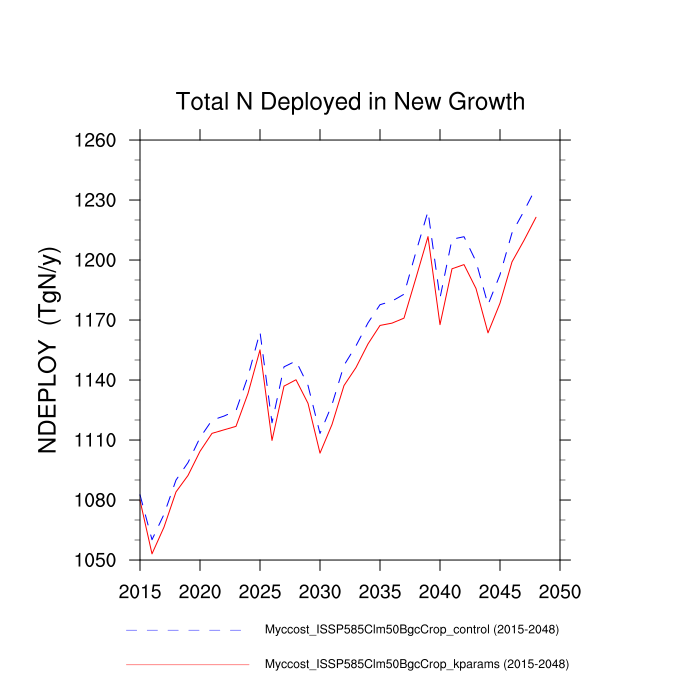 Total N Deployed in New Growth
NDEPLOY (TgN/y)
1260
1230
1200
1170
1140
1110
1080
1050
2015 2020 2025 2030 2035 2040 2045 2050
Myccost_ISSP585Clm50BgcCrop_control (2015-2048)
Myccost_ISSP585Clm50BgcCrop_kparams (2015-2048)